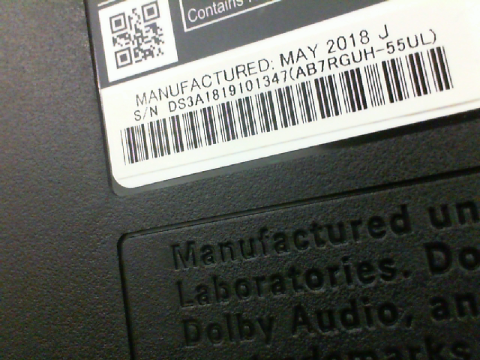 Contains
MANUFACTURED: MAY 2018 J
S/N DS3A1819101347(AB7RGUH-55UL)
Manufactured un
Laboratories. Do
Dolby Audio, an